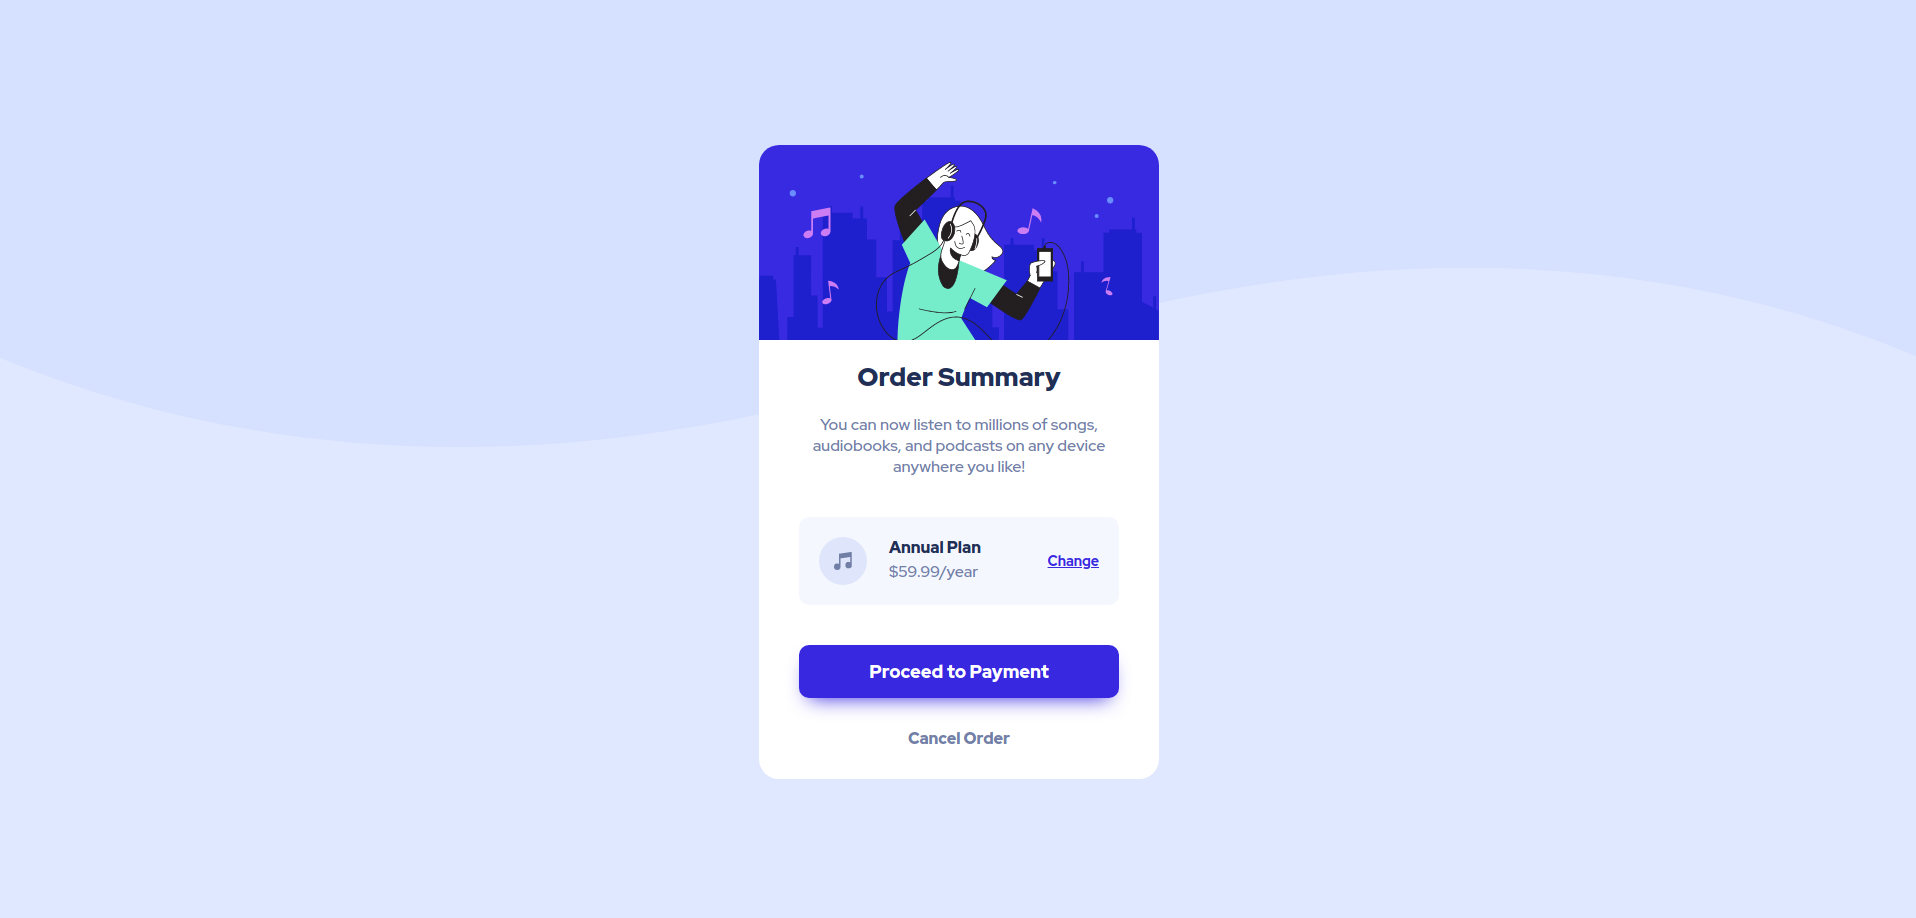 Order Summary
You can now listen to millions of songs,
audiobooks, and podcasts on any device
anywhere you like!
Annual Plan
$59.99/year
Change
Proceed to Payment
Cancel Order